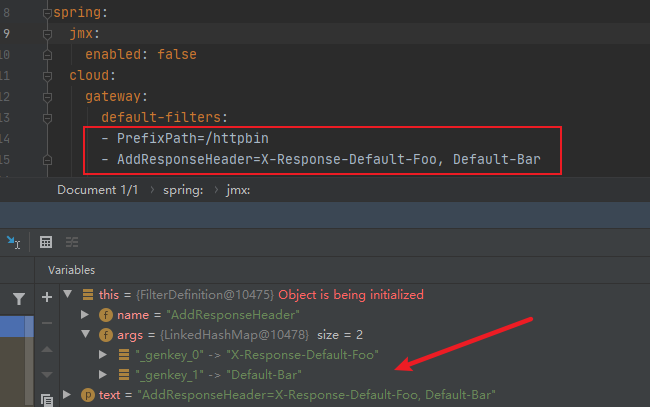 8 spring:
9 jmx:
10 enabled: false
11 cloud:
12 gateway:
13 default-filters:
14 - PrefixPath=/httpbin
15 - AddResponseHeader=X-Response-Default-Foo, Default-Bar
Document 1/1 › spring: › jmx:
Variables
this = {FilterDefinition@10475} Object is being initialized
f name = "AddResponseHeader"
f args = {LinkedHashMap@10478} size = 2
"_genkey_0" -> "X-Response-Default-Foo"
"_genkey_1" -> "Default-Bar"
p text = "AddResponseHeader=X-Response-Default-Foo, Default-Bar"